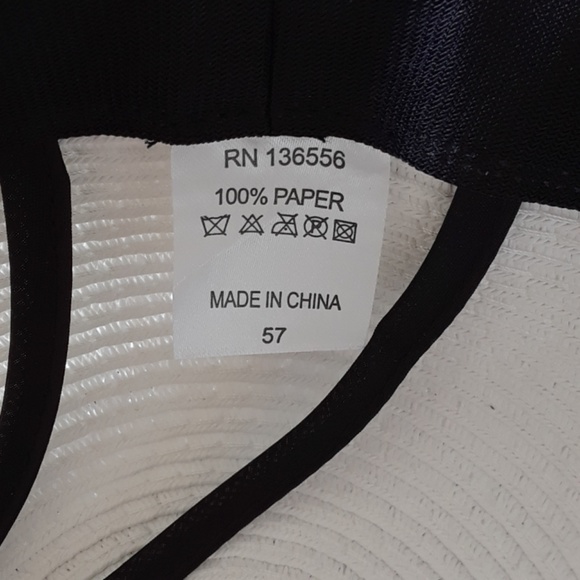 RN 136556
100% PAPER
MADE IN CHINA
57